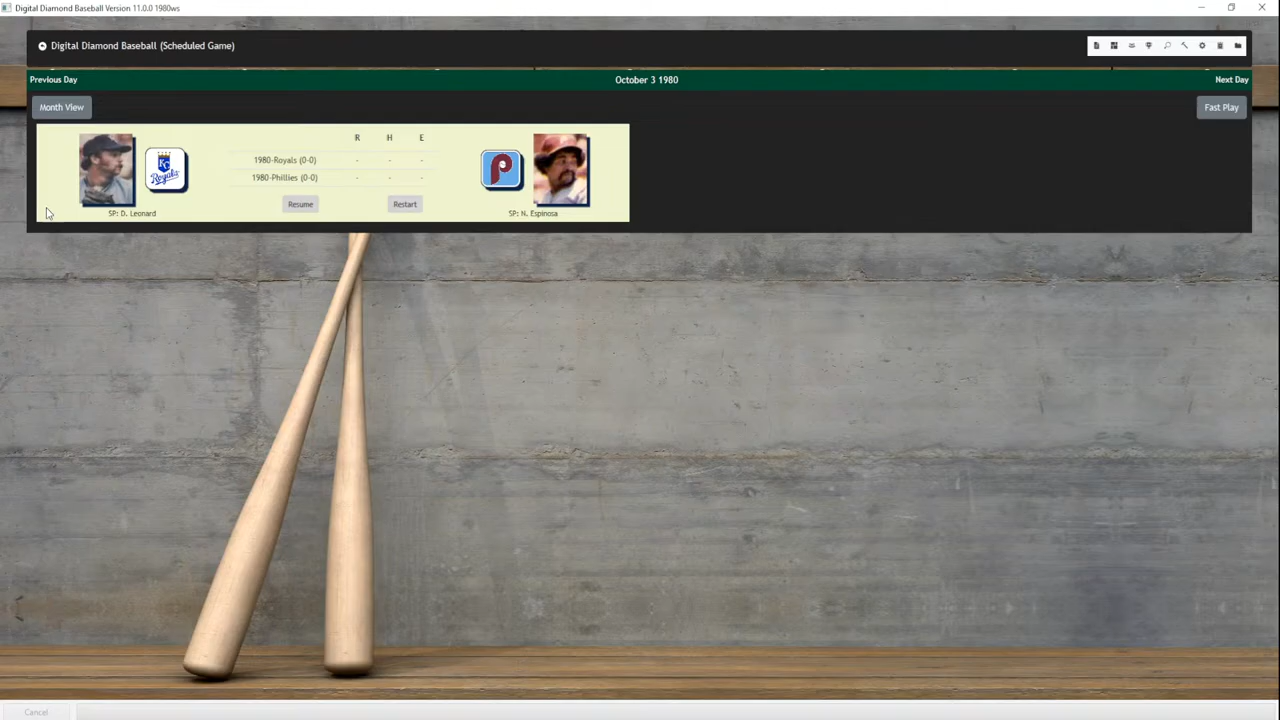 Digital Diamond Baseball Version 11.0.0 1980ws
Digital Diamond Baseball (Scheduled Game)
Previous Day
October 3 1980
Next Day
Month View
Fast Play
R H E
1980-Royals (0-0) - - -
1980-Phillies (0-0) - - -
Resume
Restart
KC
Royals
P
SP: D. Leonard
SP: N. Espinosa
Cancel